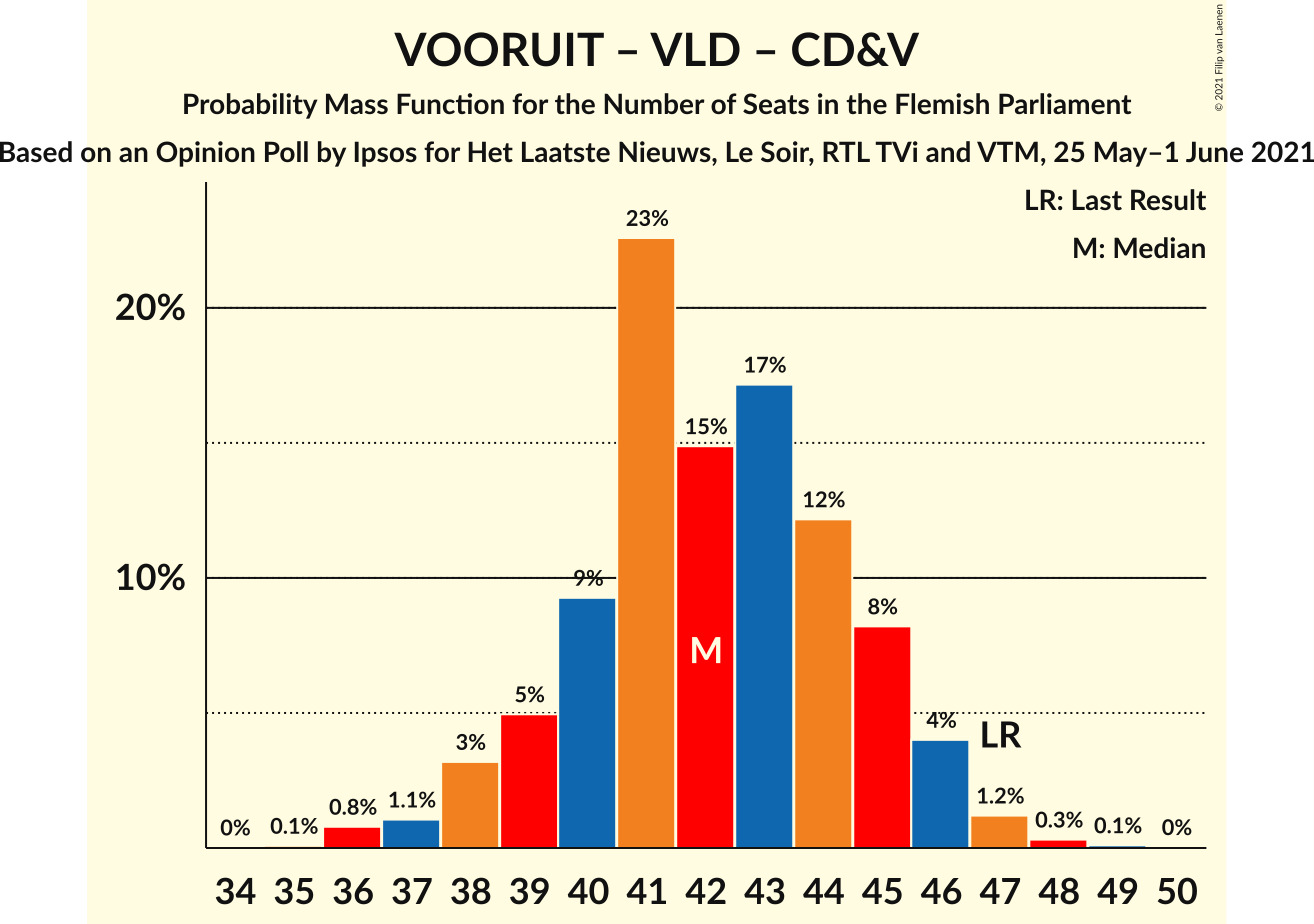 VOORUIT – VLD – CD&V
Probability Mass Function for the Number of Seats in the Flemish Parliament
Based on an Opinion Poll by Ipsos for Het Laatste Nieuws, Le Soir, RTL TVi and VTM, 25 May–1 June 2021
© 2021 Filip van Laenen
LR: Last Result
M: Median
23%
20%
17%
15%
12%
10%
9%
8%
M
5%
4%
LR
3%
1.2%
1.1%
0.8%
0.3%
0% 0.1% 0.1% 0%
34 35 36 37 38 39 40 41 42 43 44 45 46 47 48 49 50